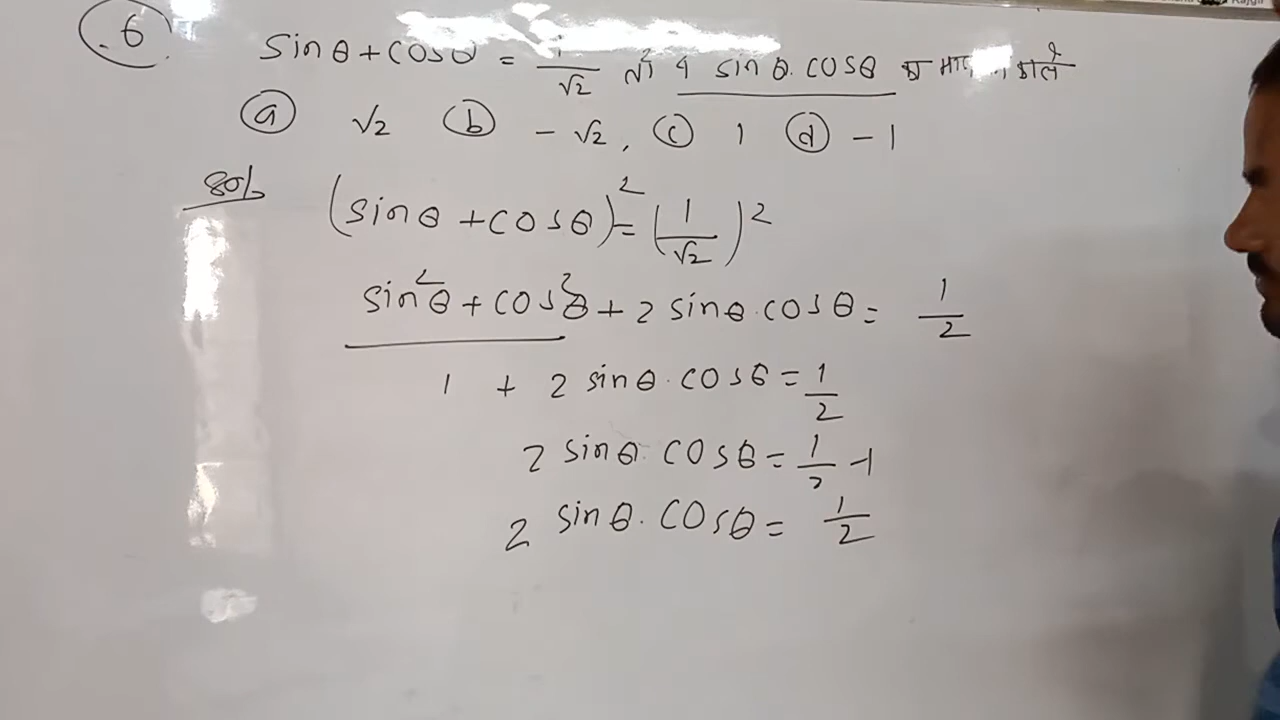 6. sinθ + cosθ = 1/√2 तो 4 sinθ.cosθ
ⓐ √2 ⓑ -√2, ⓒ 1 ⓓ -1
(sinθ + cosθ)² = (1/√2)²
sin²θ + cos²θ + 2 sinθ.cosθ = 1/2
1 + 2 sinθ.cosθ = 1/2
2 sinθ.cosθ = 1/2 -1
2 sinθ.cosθ = 1/2